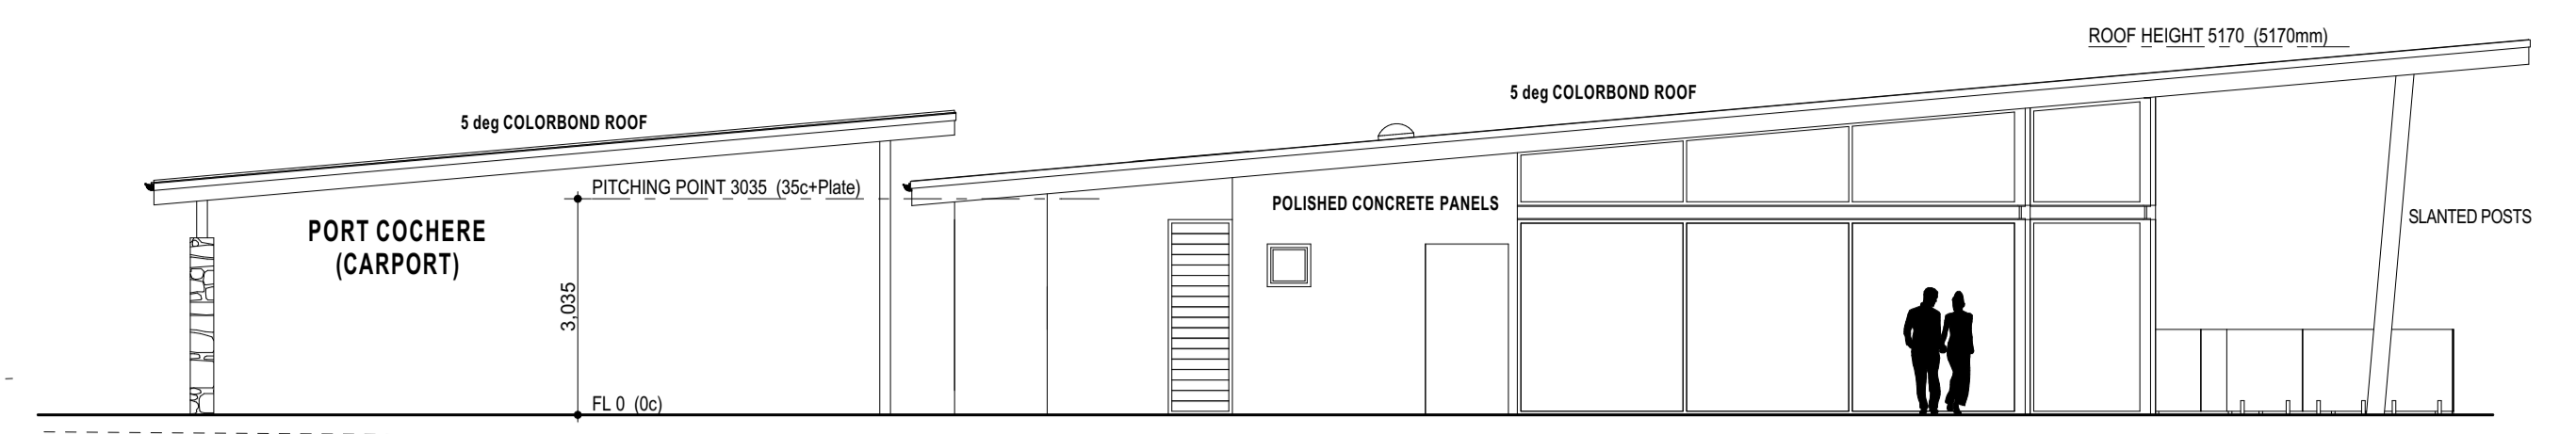 ROOF HEIGHT 5170 (5170mm)
5 deg COLORBOND ROOF
5 deg COLORBOND ROOF
PITCHING POINT 3035 (35c+Plate)
POLISHED CONCRETE PANELS
SLANTED POSTS
PORT COCHERE
(CARPORT)
3,035
FL 0 (0c)